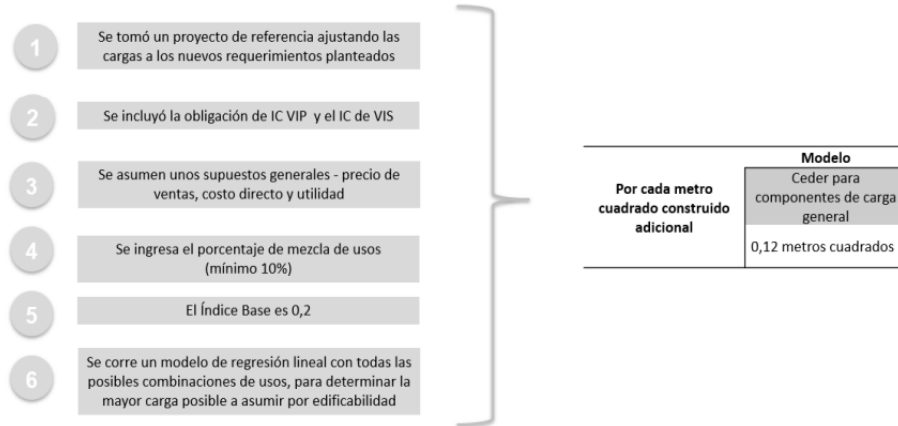 1
Se tomó un proyecto de referencia ajustando las
cargas a los nuevos requerimientos planteados
2
Se incluyó la obligación de IC VIP y el IC de VIS
3
Se asumen unos supuestos generales - precio de
ventas, costo directo y utilidad
4
Se ingresa el porcentaje de mezcla de usos
(mínimo 10%)
5
El Índice Base es 0,2
6
Se corre un modelo de regresión lineal con todas las
posibles combinaciones de usos, para determinar la
mayor carga posible a asumir por edificabilidad
Por cada metro
cuadrado construido
adicional
Modelo
Ceder para
componentes de carga
general
0,12 metros cuadrados